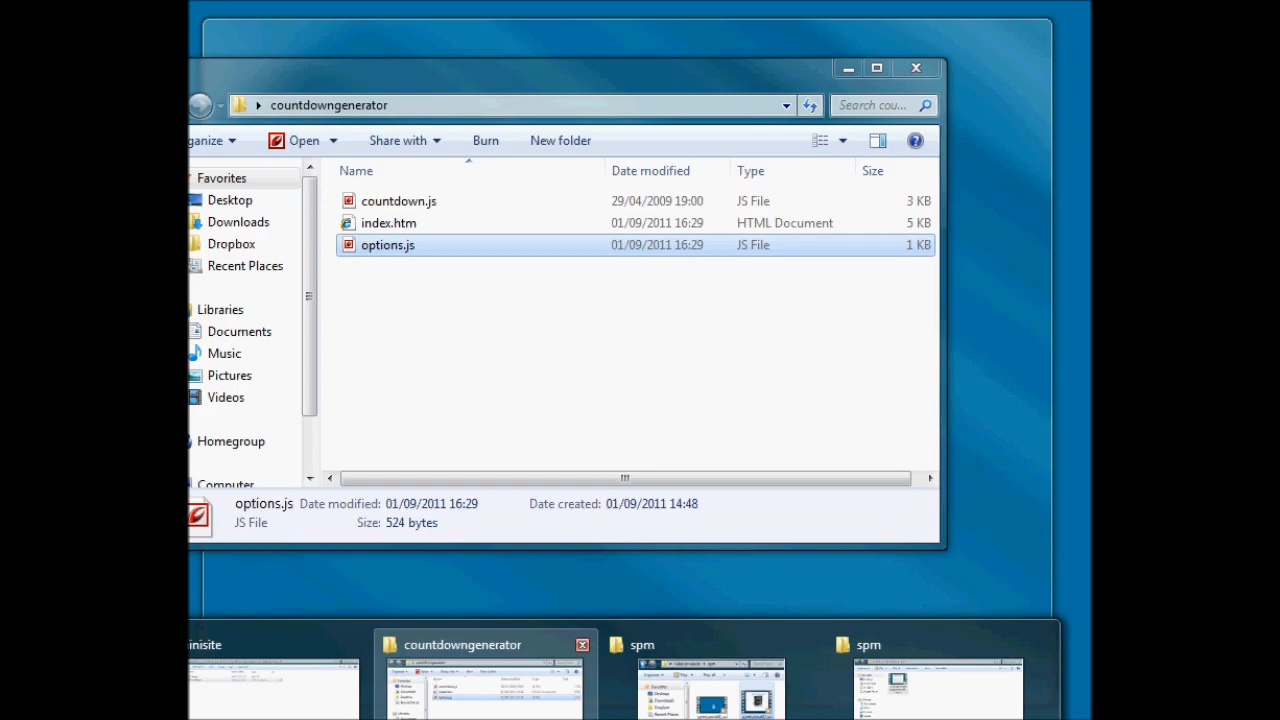 countdowngenerator
Search cou...
ganize Open Share with Burn New folder
Name Date modified Type Size
Favorites
Desktop
Downloads
Dropbox
Recent Places
Libraries
Documents
Music
Pictures
Videos
Homegroup
Computer
countdown.js 29/04/2009 19:00 JS File 3 KB
index.htm 01/09/2011 16:29 HTML Document 5 KB
options.js 01/09/2011 16:29 JS File 1 KB
options.js Date modified: 01/09/2011 16:29 Date created: 01/09/2011 14:48
JS File Size: 524 bytes
inisite countdowngenerator spm spm